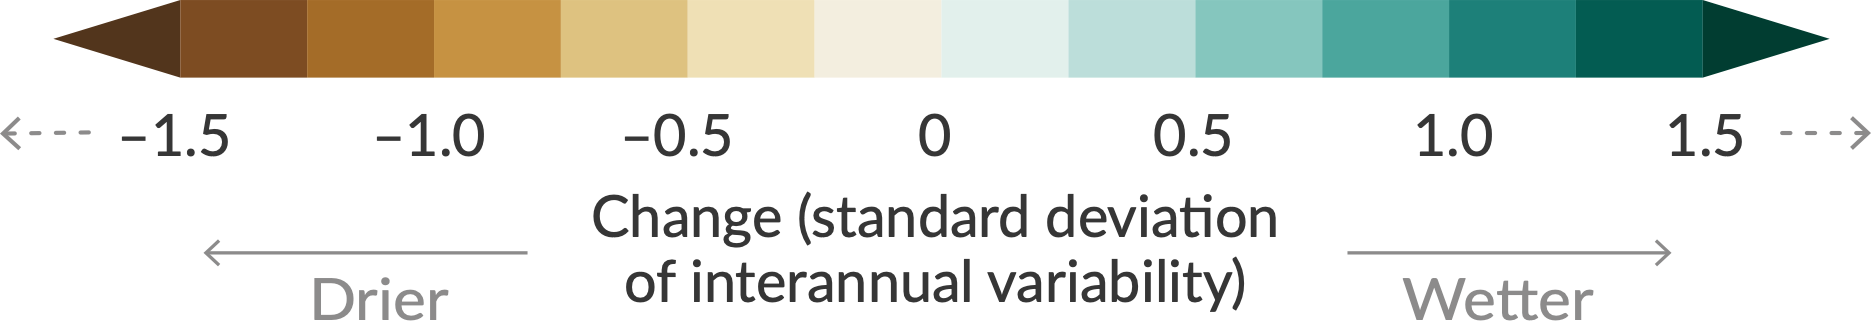 –1.5 –1.0 –0.5 0 0.5 1.0 1.5
Change (standard deviation
of interannual variability)
Drier
Wetter